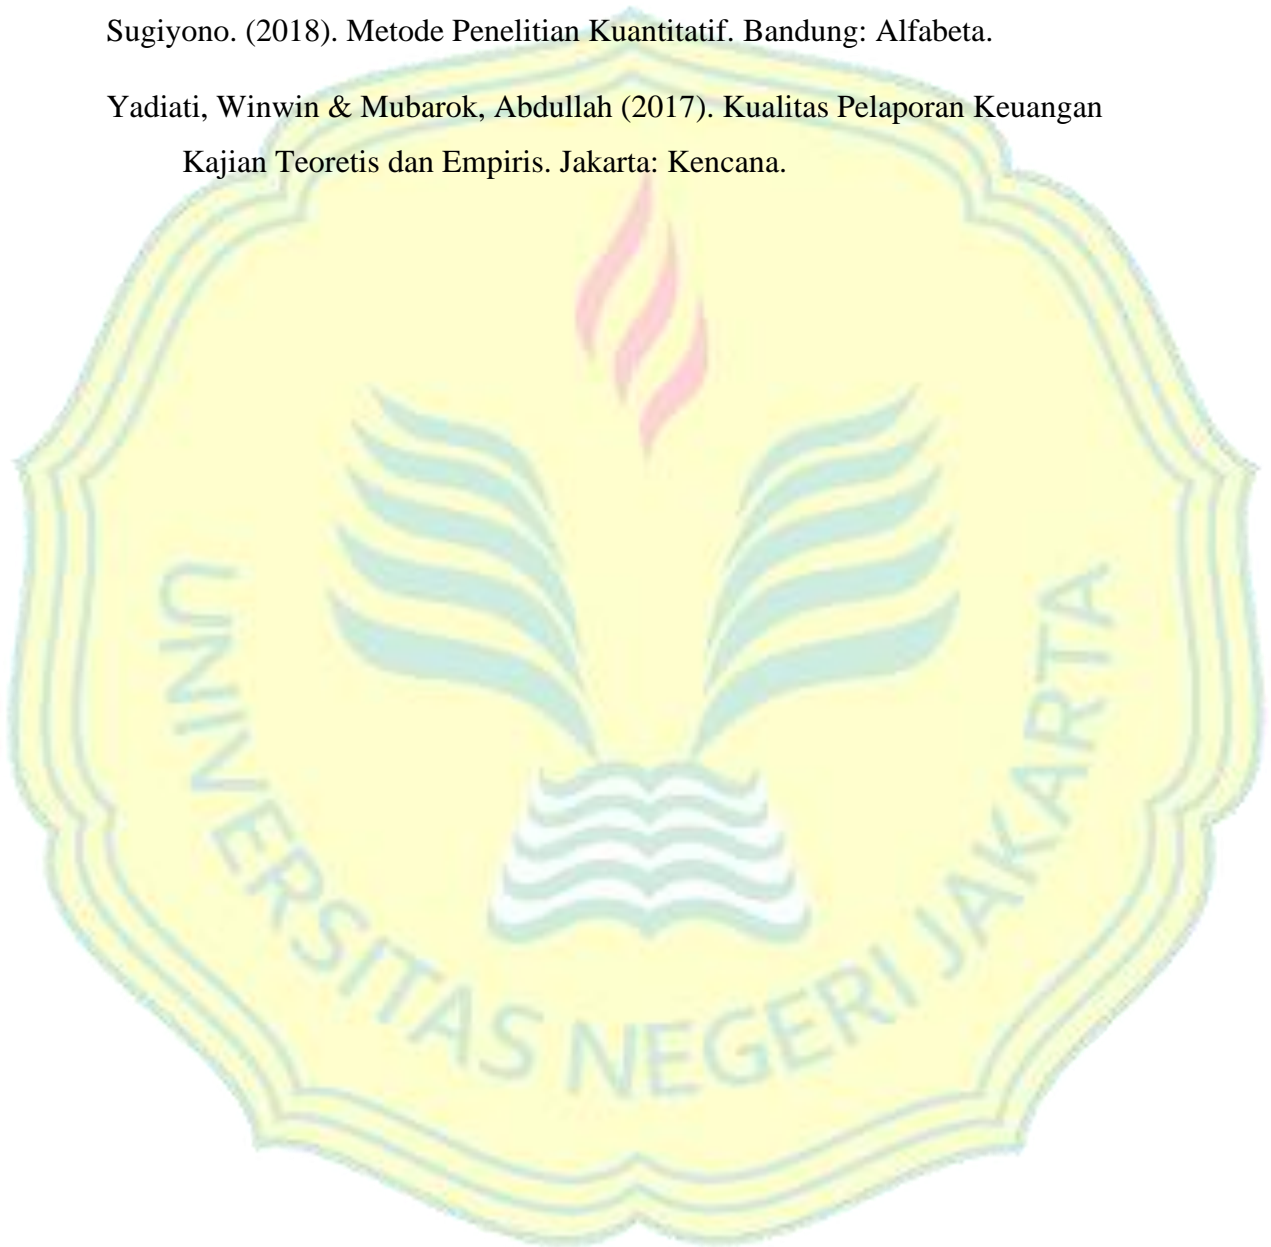 Sugiyono. (2018). Metode Penelitian Kuantitatif. Bandung: Alfabeta.
Yadiati, Winwin & Mubarok, Abdullah (2017). Kualitas Pelaporan Keuangan
Kajian Teoretis dan Empiris. Jakarta: Kencana.
UNIVERSITAS NEGERI JAKARTA